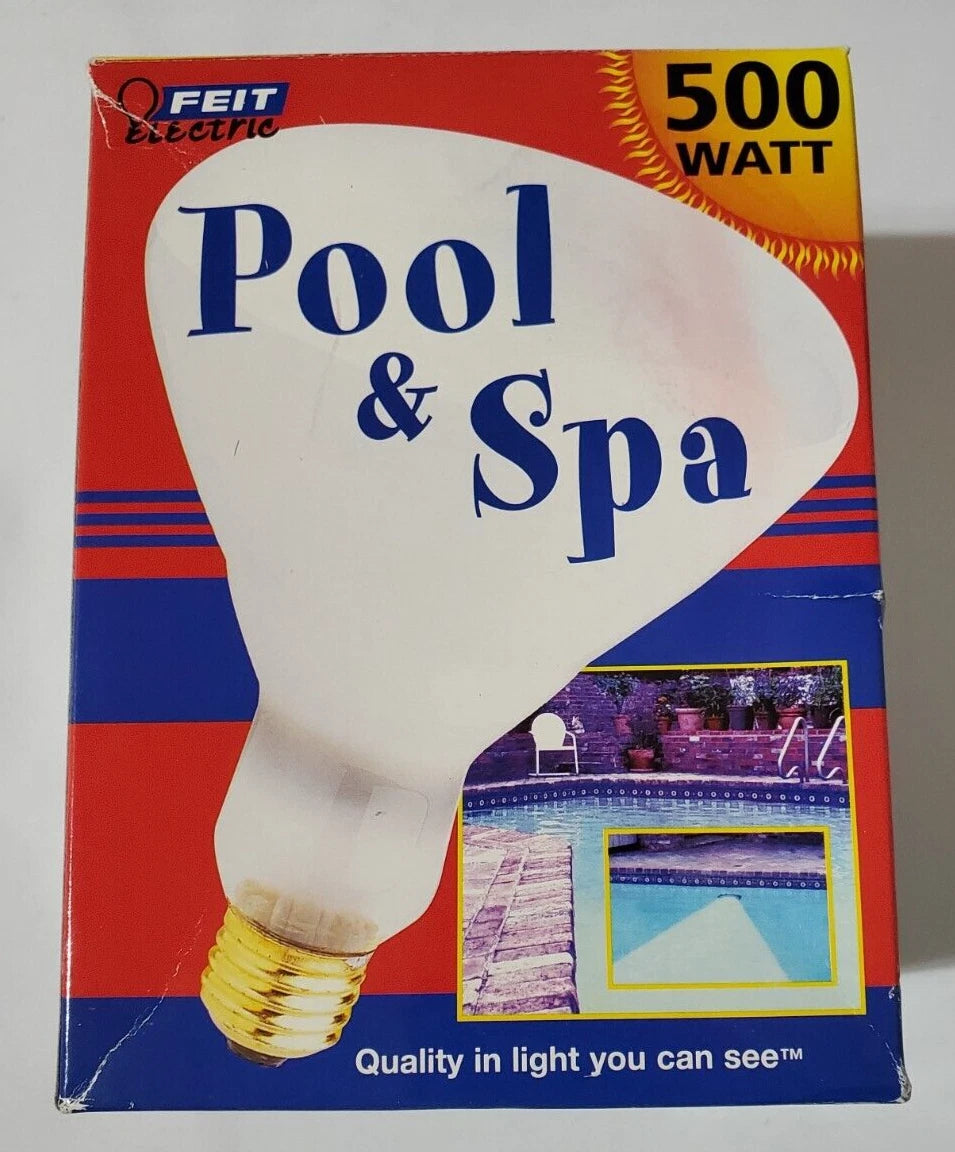 FEIT
Electric
500
WATT
Pool
& Spa
Quality in light you can see™